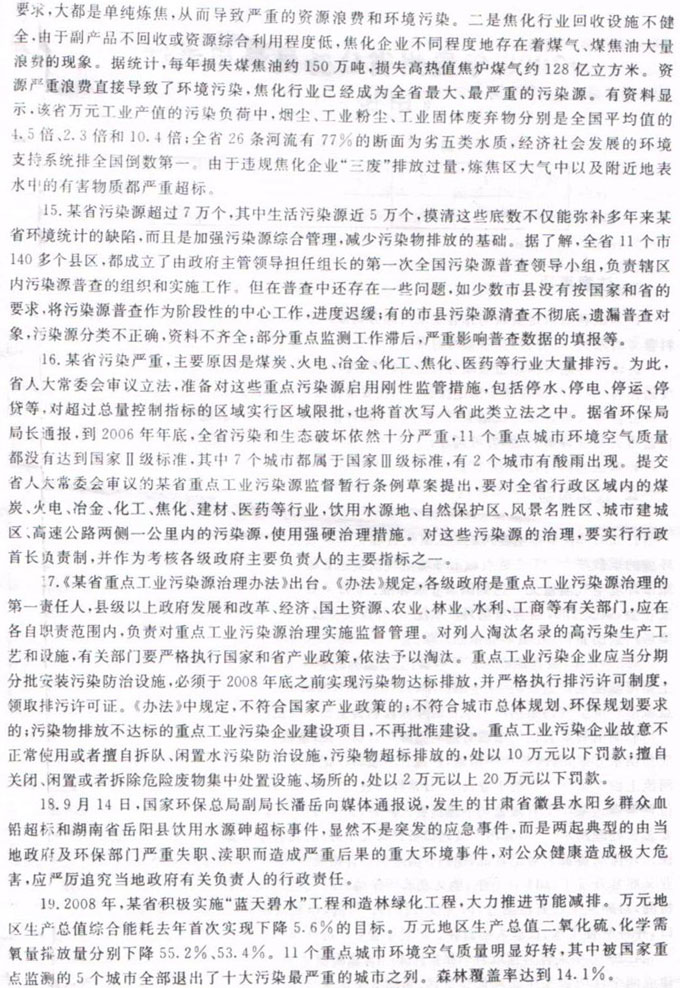 要求,大都是单纯炼焦,从而导致严重的资源浪费和环境污染。二是焦化行业回收设施不健
全,由于副产品不回收或资源综合利用程度低,焦化企业不同程度地存在着煤气、煤焦油大量
浪费的现象。据统计,每年损失煤焦油约150万吨,损失高热值焦炉煤气约128亿立方米。资
源严重浪费直接导致了环境污染,焦化行业已经成为全省最大、最严重的污染源。有资料显
示,该省万元工业产值的污染负荷中,烟尘、工业粉尘、工业固体废弃物分别是全国平均值的
4.5倍、2.3倍和10.4倍;全省26条河流有77%的断面为劣五类水质,经济社会发展的环境
支持系统排全国倒数第一。由于违规焦化企业“三废”排放过量,炼焦区大气中以及附近地表
水中的有害物质都严重超标。
15.某省污染源超过7万个,其中生活污染源近5万个,摸清这些底数不仅能弥补多年来某
省环境统计的缺陷,而且是加强污染源综合管理,减少污染物排放的基础。据了解,全省11个市
140多个县区,都成立了由政府主管领导担任组长的第一次全国污染源普查领导小组,负责辖区
内污染源普查的组织和实施工作。但在普查中还存在一些问题,如少数市县没有按国家和省的
要求,将污染源普查作为阶段性的中心工作,进度迟缓;有的市县污染源清查不彻底,遗漏普查对
象,污染源分类不正确,资料不齐全;部分重点监测工作滞后,严重影响普查数据的填报等。
16.某省污染严重,主要原因是煤炭、火电、冶金、化工、焦化、医药等行业大量排污。为此,
省人大常委会审议立法,准备对这些重点污染源启用刚性监管措施,包括停水、停电、停运、停
贷等,对超过总量控制指标的区域实行区域限批,也将首次写入省此类立法之中。据省环保局
局长通报,到2006年年底,全省污染和生态破坏依然十分严重,11个重点城市环境空气质量
都没有达到国家Ⅱ级标准,其中7个城市都属于国家Ⅲ级标准,有2个城市有酸雨出现。提交
省人大常委会审议的某省重点工业污染源监督暂行条例草案提出,要对全省行政区域内的煤
炭、火电、冶金、化工、焦化、建材、医药等行业,饮用水源地、自然保护区、风景名胜区、城市建城
区、高速公路两侧一公里内的污染源,使用强硬治理措施。对这些污染源的治理,要实行行政
首长负责制,并作为考核各级政府主要负责人的主要指标之一。
17.《某省重点工业污染源治理办法》出台。《办法》规定,各级政府是重点工业污染源治理的
第一责任人,县级以上政府发展和改革、经济、国土资源、农业、林业、水利、工商等有关部门,应在
各自职责范围内,负责对重点工业污染源治理实施监督管理。对列入淘汰名录的高污染生产工
艺和设施,有关部门要严格执行国家和省产业政策,依法予以淘汰。重点工业污染企业应当分期
分批安装污染防治设施,必须于2008年底之前实现污染物达标排放,并严格执行排污许可制度,
领取排污许可证。《办法》中规定,不符合国家产业政策的;不符合城市总体规划、环保规划要求
的;污染物排放不达标的重点工业污染企业建设项目,不再批准建设。重点工业污染企业故意不
正常使用或者擅自拆队、闲置水污染防治设施,污染物超标排放的,处以10万元以下罚款;擅自
关闭、闲置或者拆除危险废物集中处置设施、场所的,处以2万元以上20万元以下罚款。
18.9月14日,国家环保总局副局长潘岳向媒体通报说,发生的甘肃省徽县水阳乡群众血
铅超标和湖南省岳阳县饮用水源砷超标事件,显然不是突发的应急事件,而是两起典型的由当
地政府及环保部门严重失职、渎职而造成严重后果的重大环境事件,对公众健康造成极大危
害,应严厉追究当地政府有关负责人的行政责任。
19.2008年,某省积极实施“蓝天碧水”工程和造林绿化工程,大力推进节能减排。万元地
区生产总值综合能耗去年首次实现下降5.6%的目标。万元地区生产总值二氧化硫、化学需
氧量排放量分别下降55.2%、53.4%。11个重点城市环境空气质量明显好转,其中被国家重
点监测的5个城市全部退出了十大污染最严重的城市之列。森林覆盖率达到14.1%。